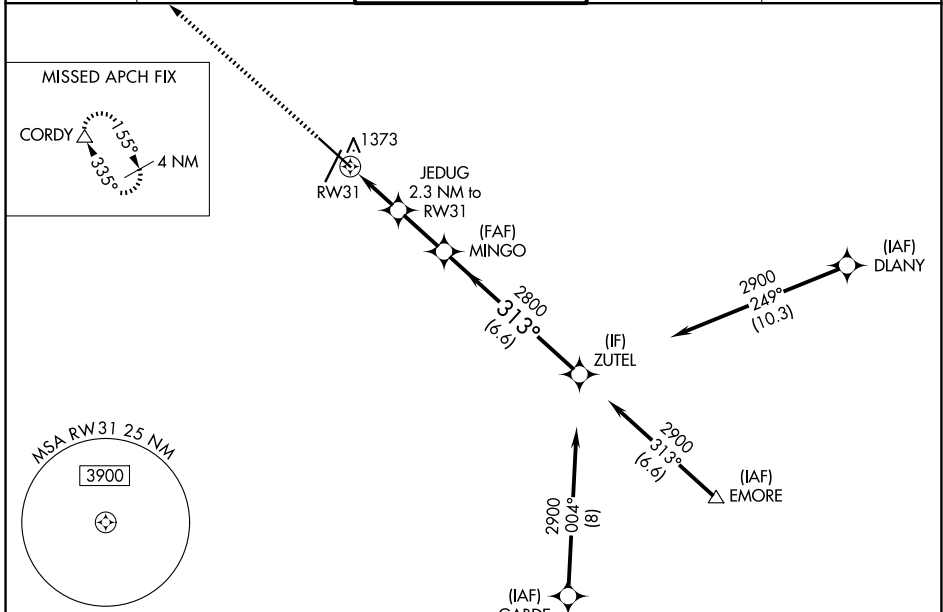 MISSED APCH FIX
CORDY
155°
335°
4 NM
1373
RW31
JEDUG
2.3 NM to
RW31
(FAF)
MINGO
2800
313°
(6.6)
(IAF)
DLANY
2900
249°
(10.3)
(IF)
ZUTEL
2900
313°
(6.6)
(IAF)
EMORE
MSA RW31 25 NM
3900
2900
004°
(8)
(IAF)